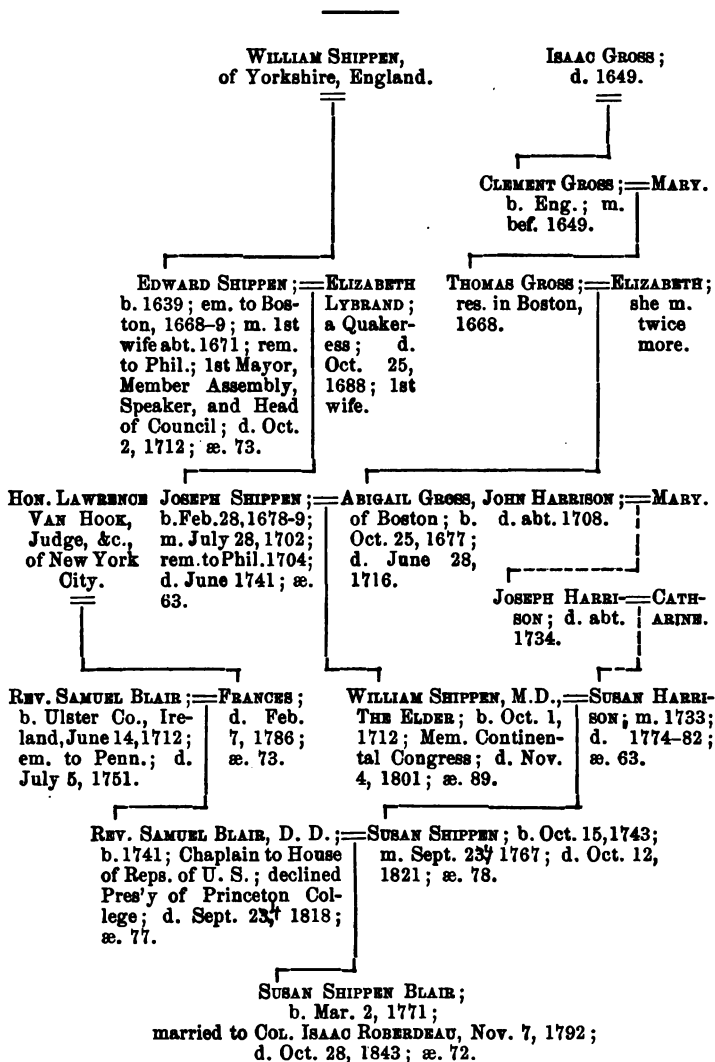 WILLIAM SHIPPEN,
of Yorkshire, England.
ISAAC GROSS;
d. 1649.
CLEMENT GROSS;=MARY.
b. Eng.; m.
bef. 1649.
EDWARD SHIPPEN;=ELIZABETH
b. 1639; em. to Bos-
ton, 1668-9; m. 1st
wife abt. 1671; rem.
to Phil.; 1st Mayor,
Member Assembly,
Speaker, and Head
of Council; d. Oct.
2, 1712; æ. 73.
LYBRAND;
a Quaker-
ess; d.
Oct. 25,
1688; 1st
wife.
THOMAS GROSS;=ELIZABETH;
res. in Boston,
1668.
she m.
twice
more.
HON. LAWRENCE
VAN HOOK,
Judge, &c.,
of New York
City.
JOSEPH SHIPPEN;=ABIGAIL GROSS,
b. Feb. 28, 1678-9;
m. July 28, 1702;
rem. to Phil. 1704;
d. June 1741; æ.
63.
of Boston; b.
Oct. 25, 1677;
d. June 28,
1716.
JOHN HARRISON;=MARY.
d. abt. 1708.
JOSEPH HARRI-=CATH-
SON; d. abt.
1734.
ARINE.
REV. SAMUEL BLAIR;=FRANCES;
b. Ulster Co., Ire-
land, June 14, 1712;
em. to Penn.; d.
July 5, 1751.
d. Feb.
7, 1786;
æ. 73.
WILLIAM SHIPPEN, M.D.,=SUSAN HARRI-
THE ELDER; b. Oct. 1,
1712; Mem. Continen-
tal Congress; d. Nov.
4, 1801; æ. 89.
SON; m. 1733;
d. 1774-82;
æ. 63.
REV. SAMUEL BLAIR, D. D.;=SUSAN SHIPPEN; b. Oct. 15, 1743;
b. 1741; Chaplain to House
of Reps. of U. S.; declined
Pres'y of Princeton Col-
lege; d. Sept. 1818;
æ. 77.
m. Sept. 1767; d. Oct. 12,
1821; æ. 78.
SUSAN SHIPPEN BLAIR;
b. Mar. 2, 1771;
married to COL. ISAAC ROBERDEAU, Nov. 7, 1792;
d. Oct. 28, 1843; æ. 72.